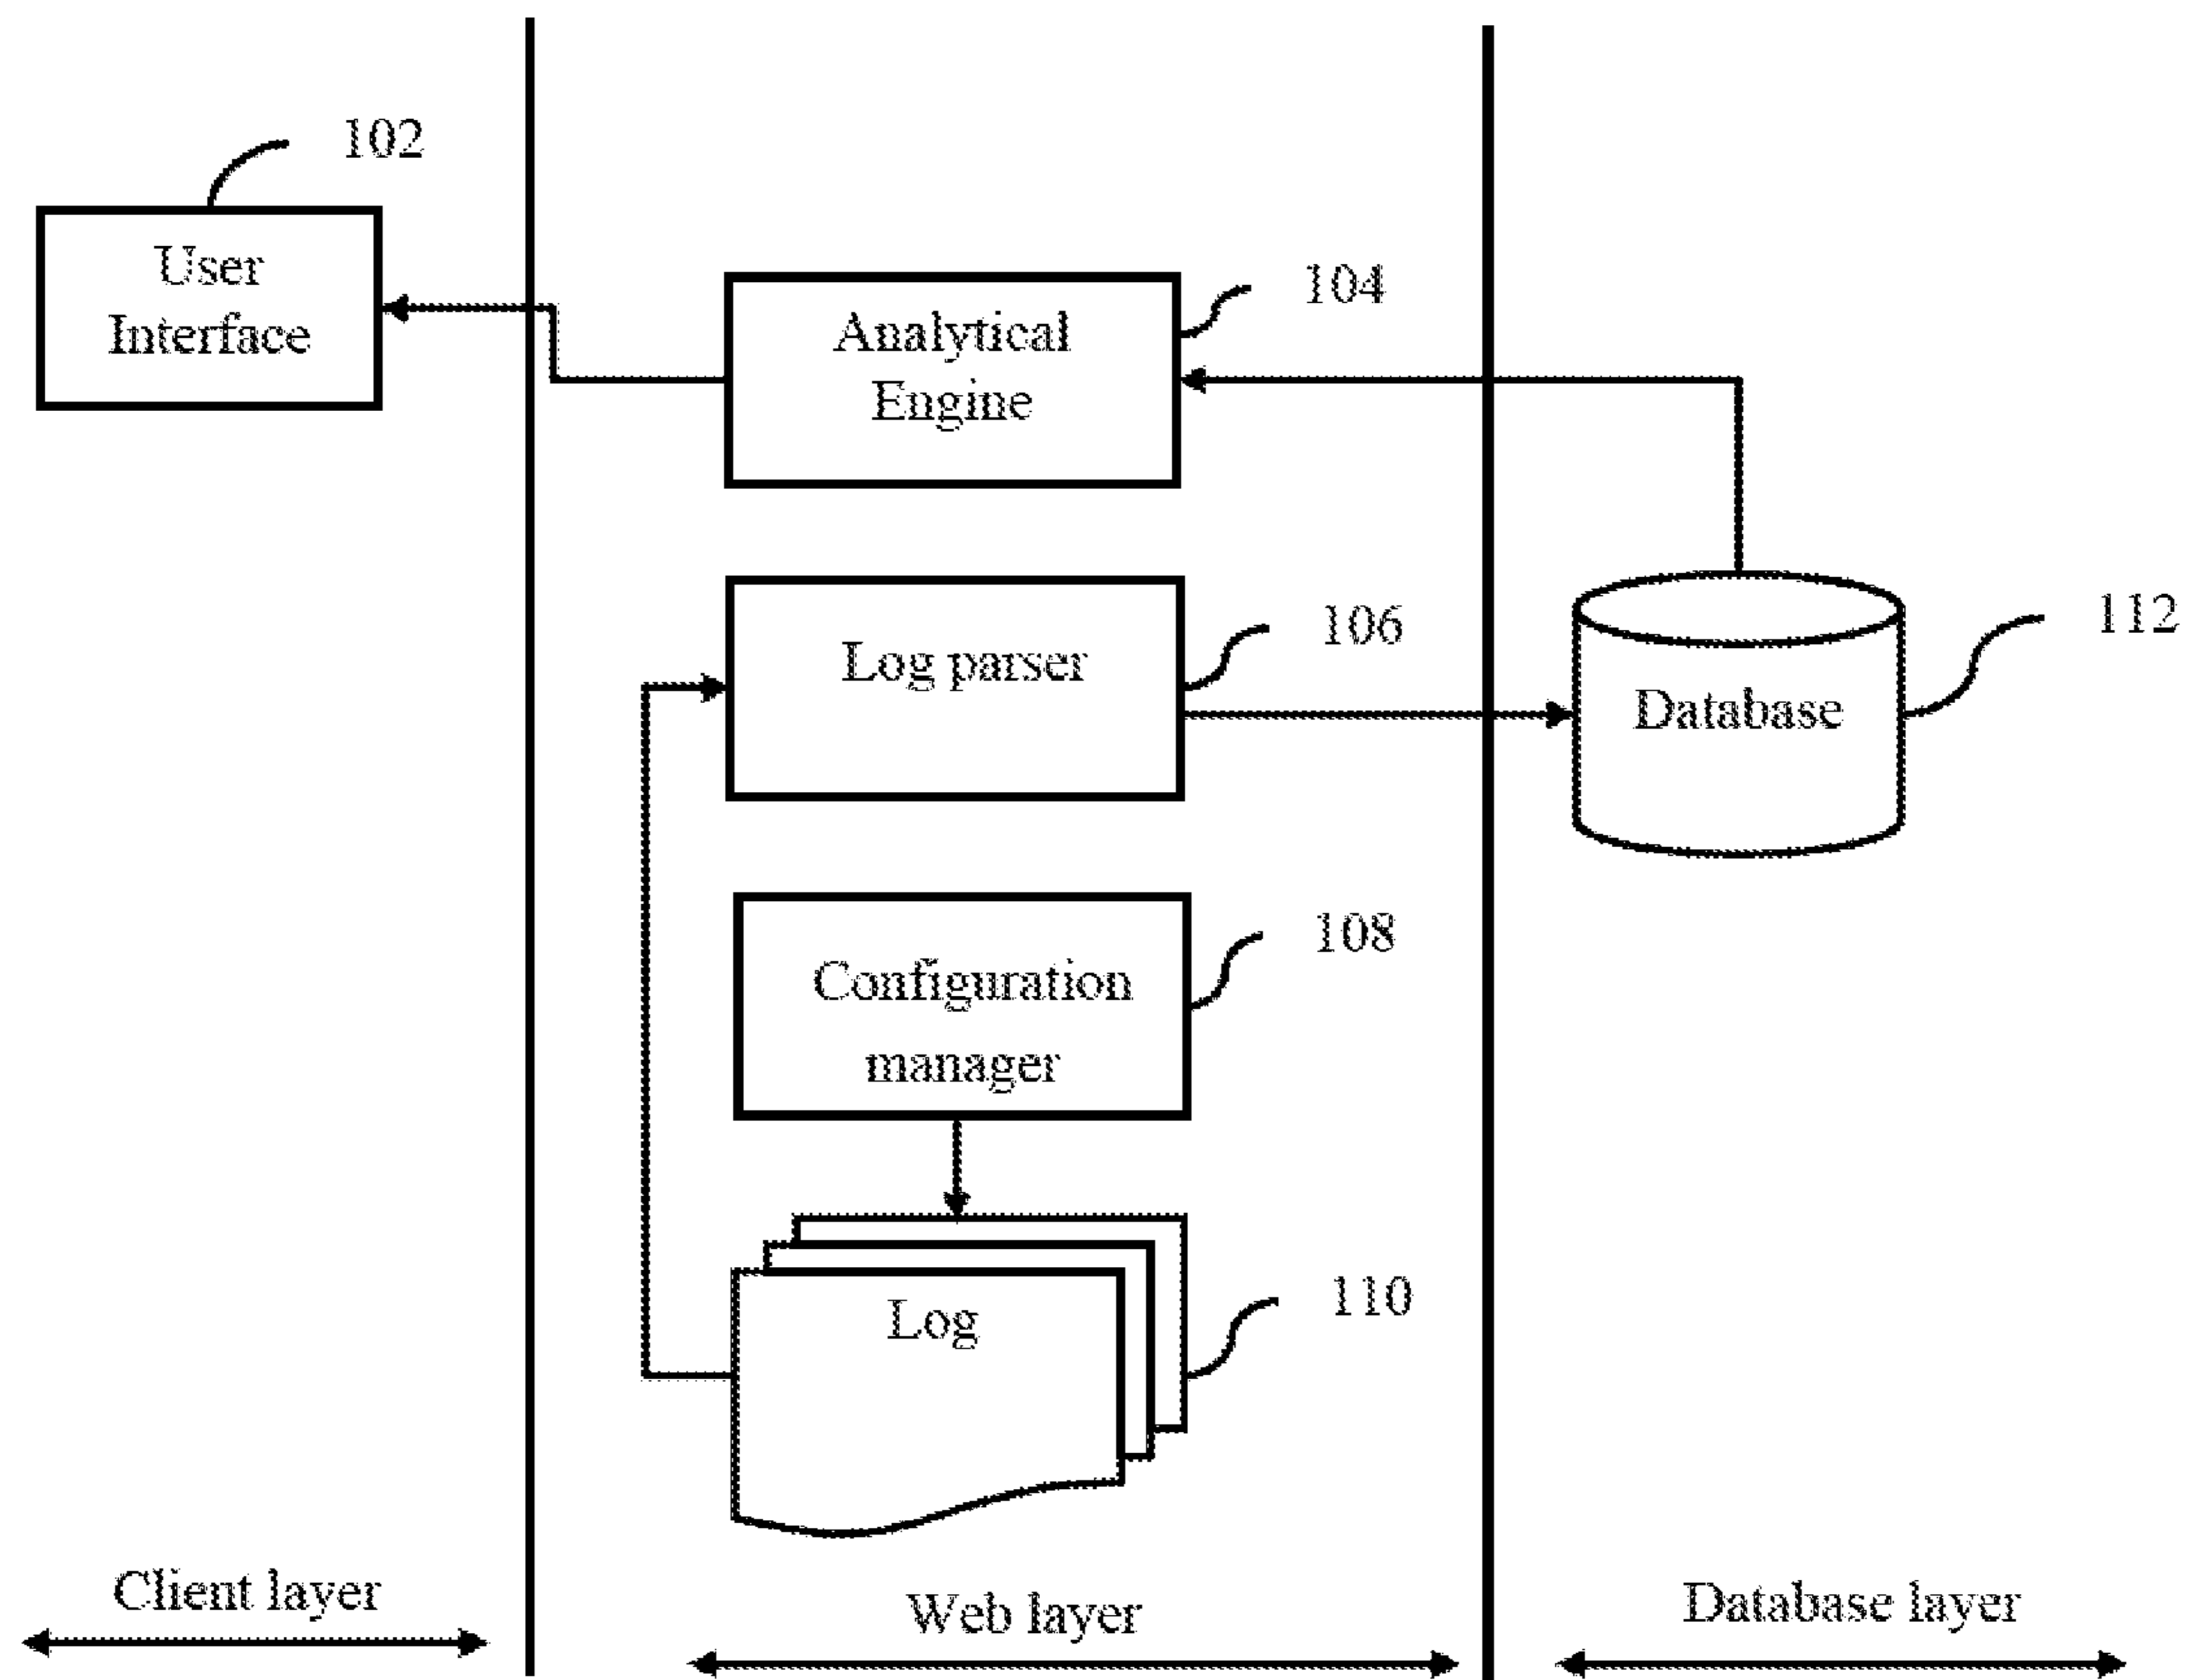 102
User
Interface
104
Analytical
Engine
106
Log parser
112
Database
108
Configuration
manager
110
Log
Client layer
Web layer
Database layer